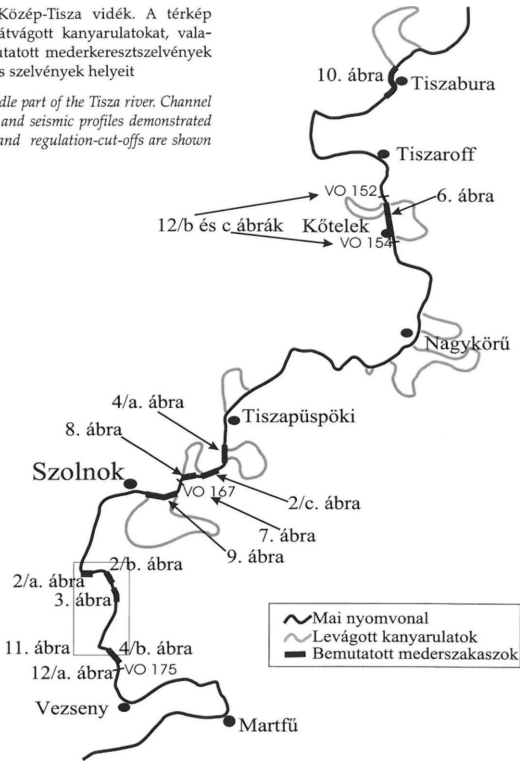 Közép-Tisza vidék. A térkép
átvágott kanyarulatokat, vala-
utatott mederkeresztszelvények
s szelvények helyeit
dle part of the Tisza river. Channel
and seismic profiles demonstrated
and regulation-cut-offs are shown
10. ábra
Tiszabura
Tiszaroff
VO 152
6. ábra
12/b és c ábrák
Kőtelek
VO 154
Nagykörű
4/a. ábra
Tiszapüspöki
8. ábra
Szolnok
VO 167
2/c. ábra
7. ábra
9. ábra
2/b. ábra
2/a. ábra
3. ábra
11. ábra
4/b. ábra
12/a. ábra
VO 175
Vezseny
Martfű
Mai nyomvonal
Levágott kanyarulatok
Bemutatott mederszakaszok